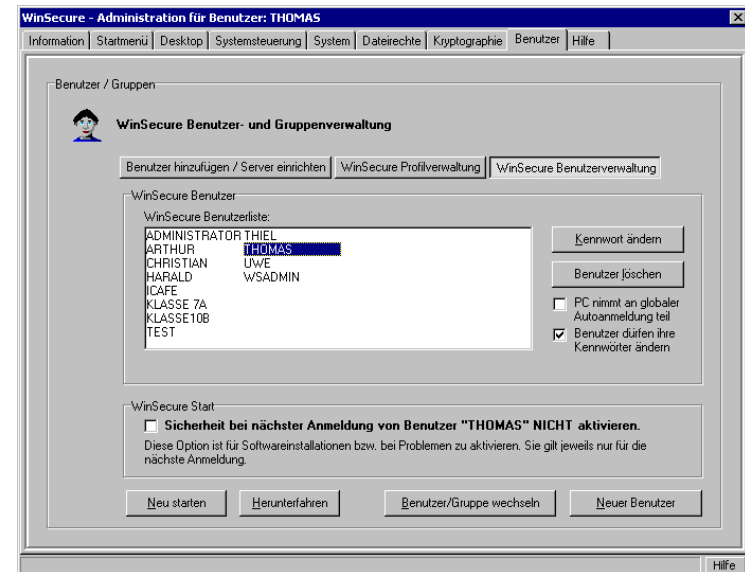 WinSecure - Administration für Benutzer: THOMAS
Information Startmenü Desktop Systemsteuerung System Dateirechte Kryptographie Benutzer Hilfe
Benutzer / Gruppen
WinSecure Benutzer- und Gruppenverwaltung
Benutzer hinzufügen / Server einrichten WinSecure Profilverwaltung WinSecure Benutzerverwaltung
WinSecure Benutzer
WinSecure Benutzerliste:
ADMINISTRATOR THIEL
ARTHUR THOMAS
CHRISTIAN UWE
HARALD WSADMIN
ICAFE
KLASSE 7A
KLASSE10B
TEST
Kennwort ändern
Benutzer löschen
PC nimmt an globaler
Autoanmeldung teil
Benutzer dürfen ihre
Kennwörter ändern
WinSecure Start
Sicherheit bei nächster Anmeldung von Benutzer "THOMAS" NICHT aktivieren.
Diese Option ist für Softwareinstallationen bzw. bei Problemen zu aktivieren. Sie gilt jeweils nur für die
nächste Anmeldung.
Neu starten Herunterfahren Benutzer/Gruppe wechseln Neuer Benutzer
Hilfe